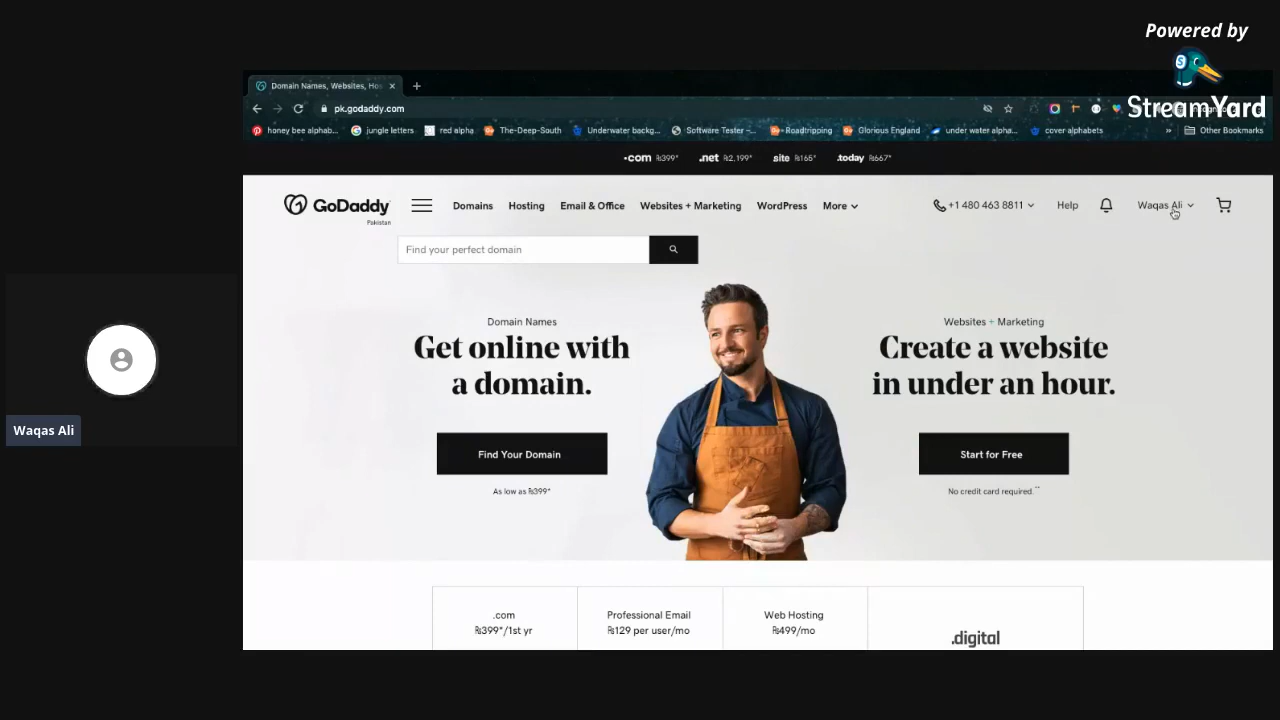 Powered by
StreamYard
Domain Names, Websites, Hos
pk.godaddy.com
honey bee alphab...
jungle letters
red alpha
The-Deep-South
Underwater backg...
Software Tester –...
Roadtripping
Glorious England
under water alpha...
cover alphabets
»
Other Bookmarks
.com ₨399*
.net ₨2,199*
.site ₨165*
.today ₨667*
GoDaddy
Pakistan
Domains
Hosting
Email & Office
Websites + Marketing
WordPress
More
+1 480 463 8811
Help
Waqas Ali
Find your perfect domain
Domain Names
Get online with
a domain.
Find Your Domain
As low as ₨399*
Websites + Marketing
Create a website
in under an hour.
Start for Free
No credit card required.**
.com
₨399*/1st yr
Professional Email
₨129 per user/mo
Web Hosting
₨499/mo
.digital
Waqas Ali